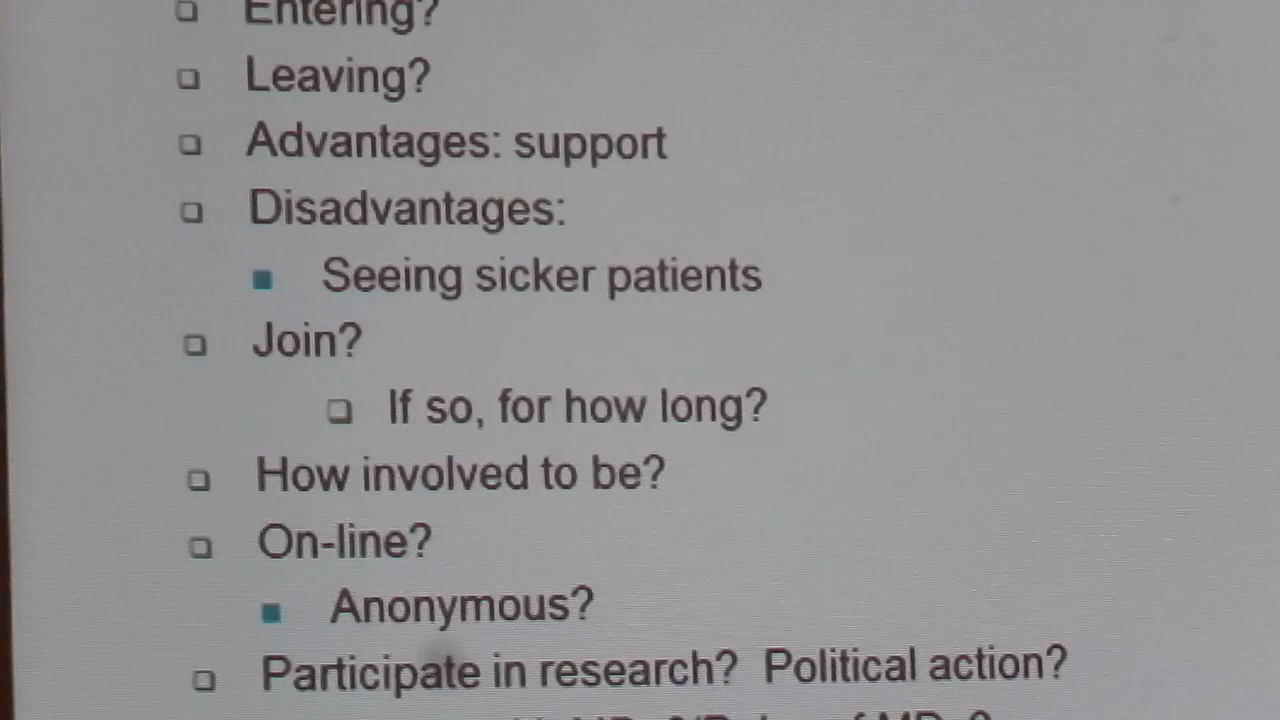 Entering?
Leaving?
Advantages: support
Disadvantages:
Seeing sicker patients
Join?
If so, for how long?
How involved to be?
On-line?
Anonymous?
Participate in research?  Political action?